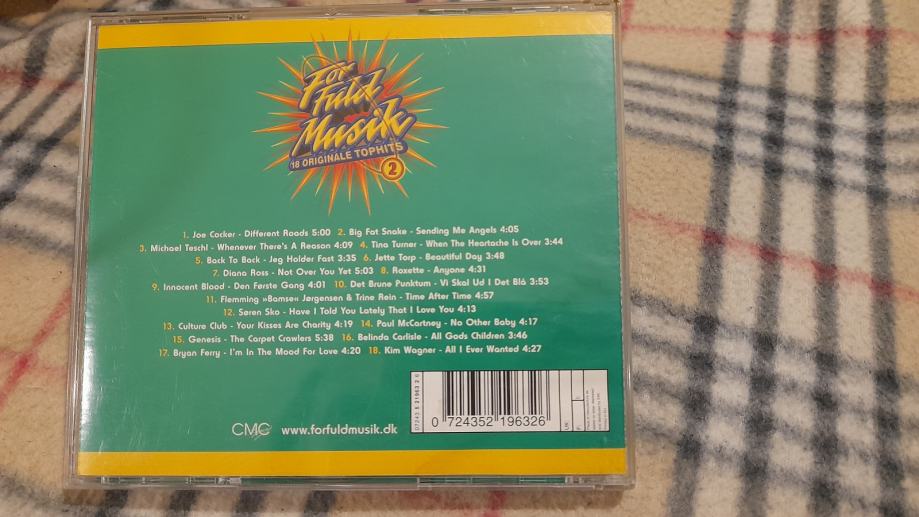 For
Fuld
Musik
18 ORIGINALE TOPHITS
2
1. Joe Cocker - Different Roads 5:00 2. Big Fat Snake - Sending Me Angels 4:05
3. Michael Teschl - Whenever There's A Reason 4:09 4. Tina Turner - When The Heartache Is Over 3:44
5. Back To Back - Jeg Holder Fast 3:35 6. Jette Torp - Beautiful Day 3:48
7. Diana Ross - Not Over You Yet 5:03 8. Roxette - Anyone 4:31
9. Innocent Blood - Den Første Gang 4:01 10. Det Brune Punktum - Vi Skal Ud I Det Blå 3:53
11. Flemming »Bamse« Jørgensen & Trine Rein - Time After Time 4:57
12. Søren Sko - Have I Told You Lately That I Love You 4:13
13. Culture Club - Your Kisses Are Charity 4:19 14. Paul McCartney - No Other Baby 4:17
15. Genesis - The Carpet Crawlers 5:38 16. Belinda Carlisle - All Gods Children 3:46
17. Bryan Ferry - I'm In The Mood For Love 4:20 18. Kim Wagner - All I Ever Wanted 4:27
CMC www.forfuldmusik.dk
0 724352 196326
UK
F